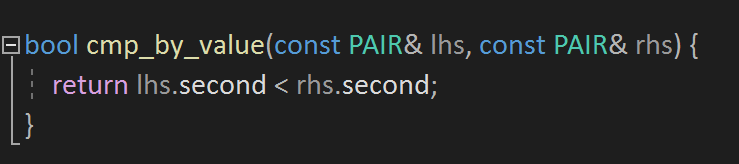 bool cmp_by_value(const PAIR& lhs, const PAIR& rhs) {
return lhs.second < rhs.second;
}